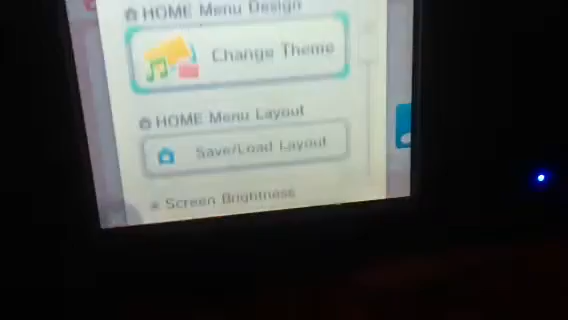 HOME Menu Design
Change Theme
HOME Menu Layout
Save/Load Layout
Screen Brightness